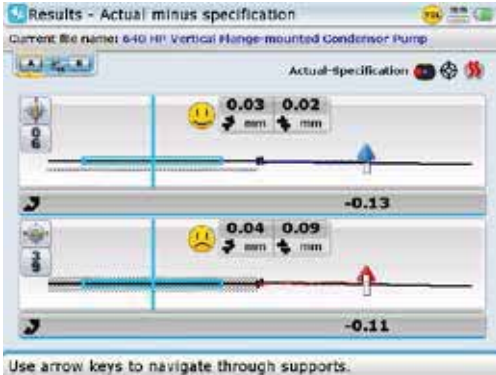 Results - Actual minus specification
TOL
Current file name: 640 HP Vertical Flange-mounted Condensor Pump
A B
Actual-Specification
0.03 0.02
mm mm
0
6
-0.13
0.04 0.09
mm mm
3
9
-0.11
Use arrow keys to navigate through supports.